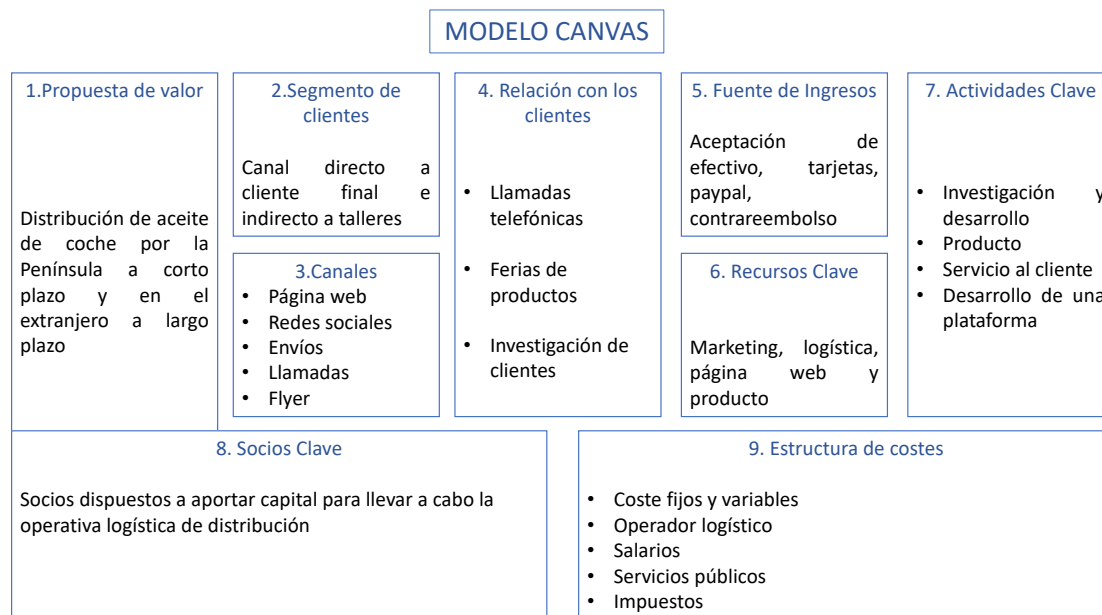 MODELO CANVAS
1.Propuesta de valor
Distribución de aceite
de coche por la
Península a corto
plazo y en el
extranjero a largo
plazo
2.Segmento de
clientes
Canal directo a
cliente final e
indirecto a talleres
3.Canales
• Página web
• Redes sociales
• Envíos
• Llamadas
• Flyer
4. Relación con los
clientes
• Llamadas
telefónicas
• Ferias de
productos
• Investigación de
clientes
5. Fuente de Ingresos
Aceptación de
efectivo, tarjetas,
paypal,
contrareembolso
6. Recursos Clave
Marketing, logística,
página web y
producto
7. Actividades Clave
• Investigación y
desarrollo
• Producto
• Servicio al cliente
• Desarrollo de una
plataforma
8. Socios Clave
Socios dispuestos a aportar capital para llevar a cabo la
operativa logística de distribución
9. Estructura de costes
• Coste fijos y variables
• Operador logístico
• Salarios
• Servicios públicos
• Impuestos